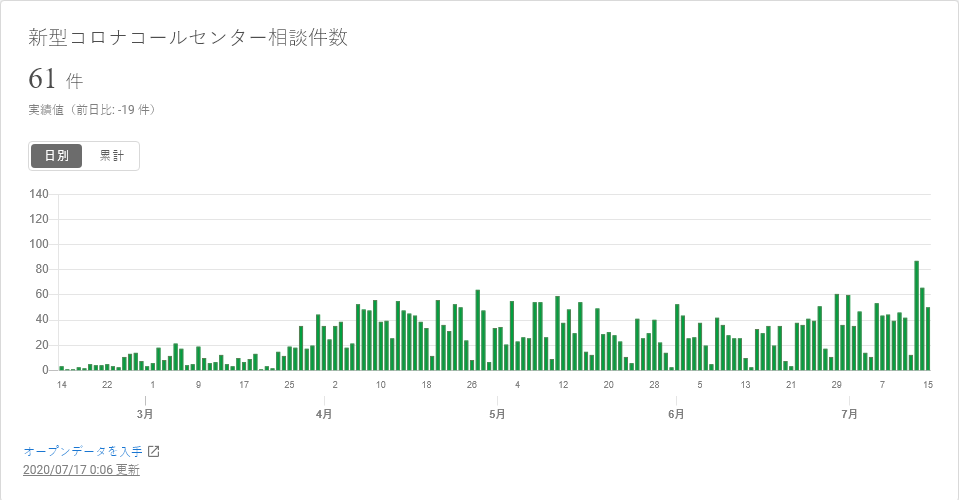 新型コロナコールセンター相談件数
61 件
実績値（前日比: -19 件）
日別 累計
140
120
100
80
60
40
20
0
14 22 1 9 17 25 2 10 18 26 4 12 20 28 5 13 21 29 7 15
3月 4月 5月 6月 7月
オープンデータを入手
2020/07/17 0:06 更新